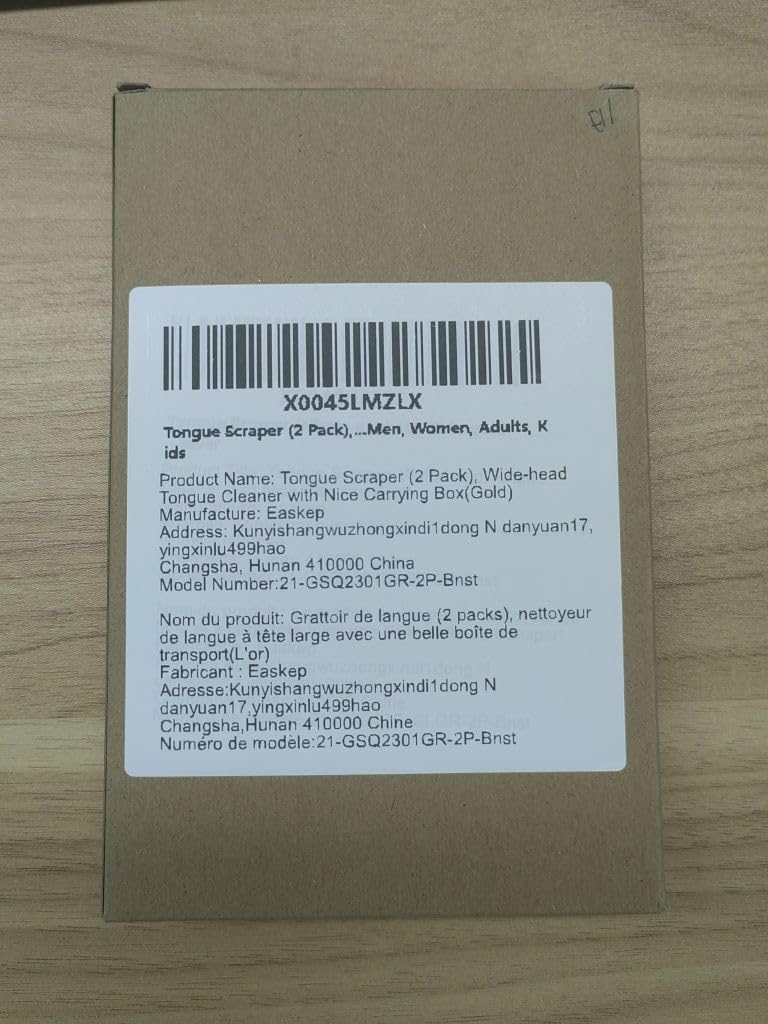 X0045LMZLX
Tongue Scraper (2 Pack),...Men, Women, Adults, K
ids
Product Name: Tongue Scraper (2 Pack), Wide-head
Tongue Cleaner with Nice Carrying Box(Gold)
Manufacture: Easkep
Address: Kunyishangwuzhongxindi1dong N danyuan17,
yingxinlu499hao
Changsha, Hunan 410000 China
Model Number:21-GSQ2301GR-2P-Bnst
Nom du produit: Grattoir de langue (2 packs), nettoyeur
de langue à tête large avec une belle boîte de
transport(L'or)
Fabricant : Easkep
Adresse:Kunyishangwuzhongxindi1dong N
danyuan17,yingxinlu499hao
Changsha,Hunan 410000 Chine
Numéro de modèle:21-GSQ2301GR-2P-Bnst